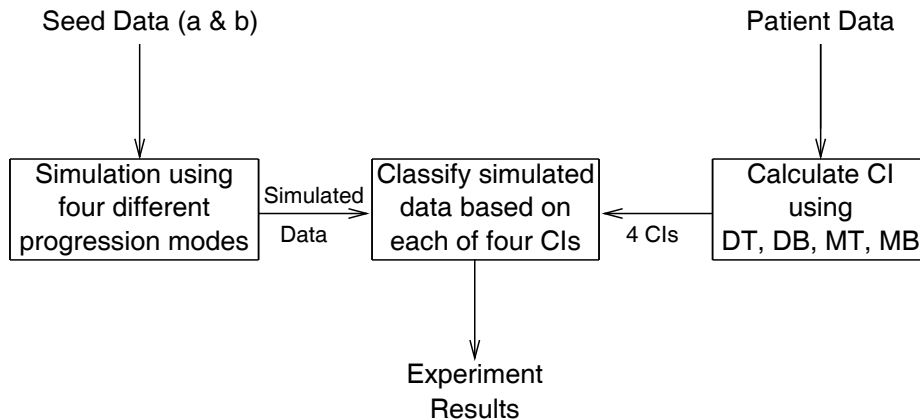 Seed Data (a & b)
Patient Data
Simulation using
four different
progression modes
Simulated
Data
Classify simulated
data based on
each of four CIs
4 CIs
Calculate CI
using
DT, DB, MT, MB
Experiment
Results